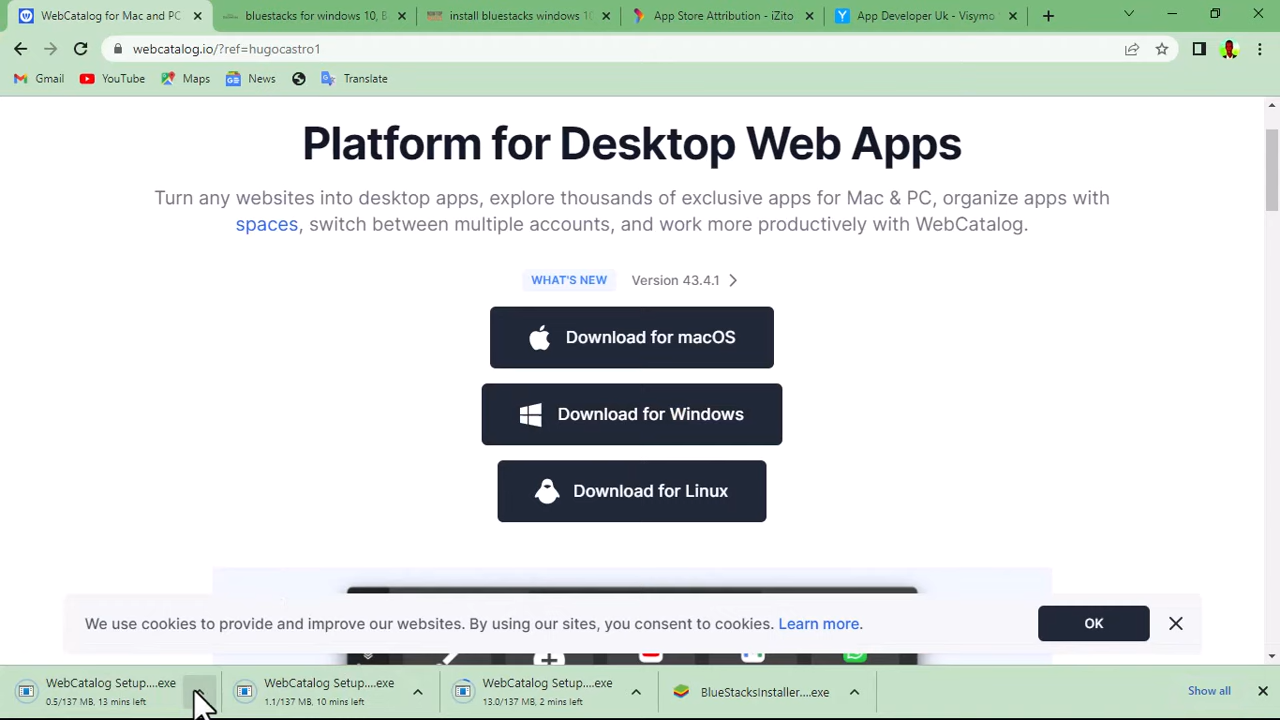 WebCatalog for Mac and PC
bluestacks for windows 10, B
install bluestacks windows 10
App Store Attribution - iZito
App Developer Uk - Visymo
webcatalog.io/?ref=hugocastro1
Gmail
YouTube
Maps
News
Translate
Platform for Desktop Web Apps
Turn any websites into desktop apps, explore thousands of exclusive apps for Mac & PC, organize apps with
spaces, switch between multiple accounts, and work more productively with WebCatalog.
WHAT'S NEW Version 43.4.1
Download for macOS
Download for Windows
Download for Linux
We use cookies to provide and improve our websites. By using our sites, you consent to cookies. Learn more.
OK
WebCatalog Setup....exe
0.5/137 MB, 13 mins left
WebCatalog Setup....exe
1.1/137 MB, 10 mins left
WebCatalog Setup....exe
13.0/137 MB, 2 mins left
BlueStacksInstaller....exe
Show all